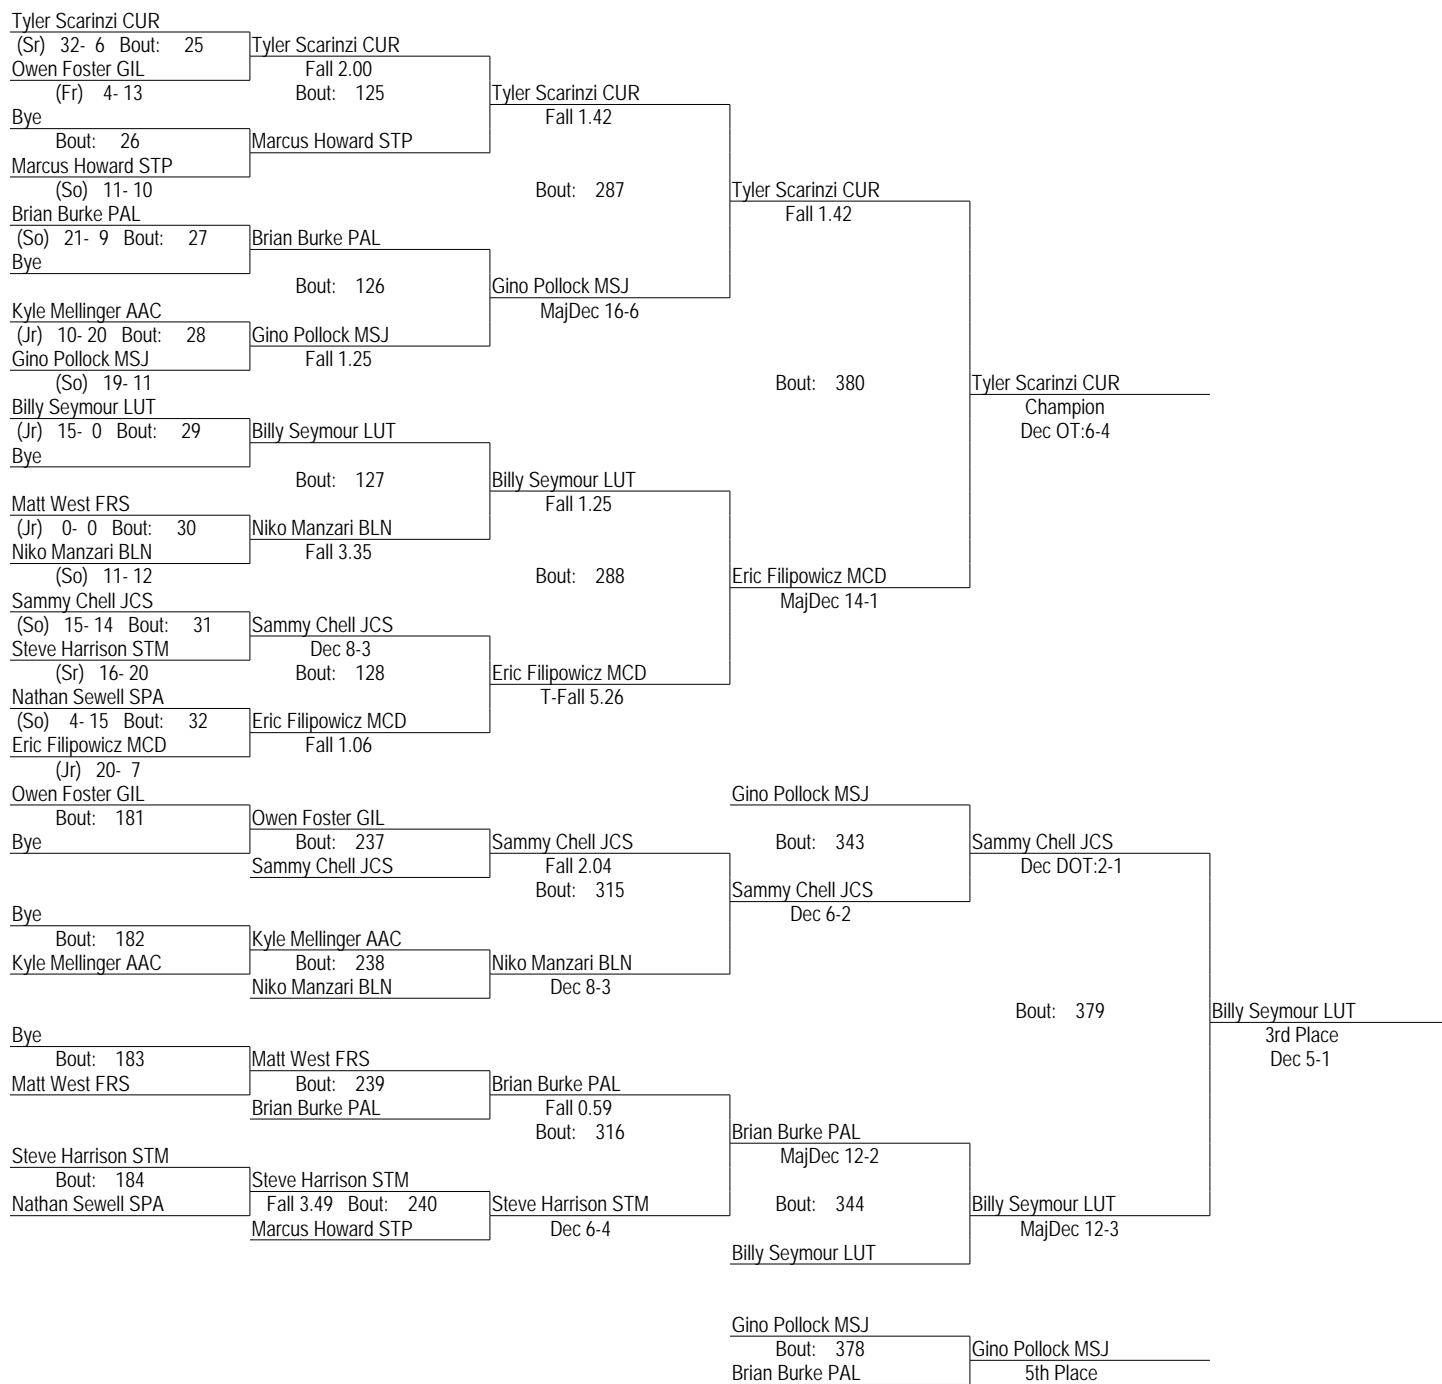 Tyler Scarinzi CUR
(Sr) 32- 6 Bout: 25 Tyler Scarinzi CUR
Owen Foster GIL Fall 2.00
(Fr) 4- 13 Bout: 125 Tyler Scarinzi CUR
Bye Fall 1.42
Bout: 26 Marcus Howard STP
Marcus Howard STP
(So) 11- 10 Bout: 287 Tyler Scarinzi CUR
Brian Burke PAL Fall 1.42
(So) 21- 9 Bout: 27 Brian Burke PAL
Bye
Bout: 126 Gino Pollock MSJ
Kyle Mellinger AAC MajDec 16-6
(Jr) 10- 20 Bout: 28 Gino Pollock MSJ
Gino Pollock MSJ Fall 1.25
(So) 19- 11 Bout: 380 Tyler Scarinzi CUR
Billy Seymour LUT Champion
(Jr) 15- 0 Bout: 29 Billy Seymour LUT Dec OT:6-4
Bye
Bout: 127 Billy Seymour LUT
Matt West FRS Fall 1.25
(Jr) 0- 0 Bout: 30 Niko Manzari BLN
Niko Manzari BLN Fall 3.35
(So) 11- 12 Bout: 288 Eric Filipowicz MCD
Sammy Chell JCS MajDec 14-1
(So) 15- 14 Bout: 31 Sammy Chell JCS
Steve Harrison STM Dec 8-3
(Sr) 16- 20 Bout: 128 Eric Filipowicz MCD
Nathan Sewell SPA T-Fall 5.26
(So) 4- 15 Bout: 32 Eric Filipowicz MCD
Eric Filipowicz MCD Fall 1.06
(Jr) 20- 7
Owen Foster GIL Gino Pollock MSJ
Bout: 181 Owen Foster GIL
Bye Bout: 237 Sammy Chell JCS Bout: 343 Sammy Chell JCS
Sammy Chell JCS Fall 2.04 Dec DOT:2-1
Bout: 315 Sammy Chell JCS
Bye Dec 6-2
Bout: 182 Kyle Mellinger AAC
Kyle Mellinger AAC Bout: 238 Niko Manzari BLN
Niko Manzari BLN Dec 8-3
Bout: 379 Billy Seymour LUT
Bye 3rd Place
Bout: 183 Matt West FRS Dec 5-1
Matt West FRS Bout: 239 Brian Burke PAL
Brian Burke PAL Fall 0.59
Bout: 316 Brian Burke PAL
Steve Harrison STM MajDec 12-2
Bout: 184 Steve Harrison STM
Nathan Sewell SPA Fall 3.49 Bout: 240 Steve Harrison STM Bout: 344 Billy Seymour LUT
Marcus Howard STP Dec 6-4 MajDec 12-3
Billy Seymour LUT
Gino Pollock MSJ
Bout: 378 Gino Pollock MSJ
Brian Burke PAL 5th Place